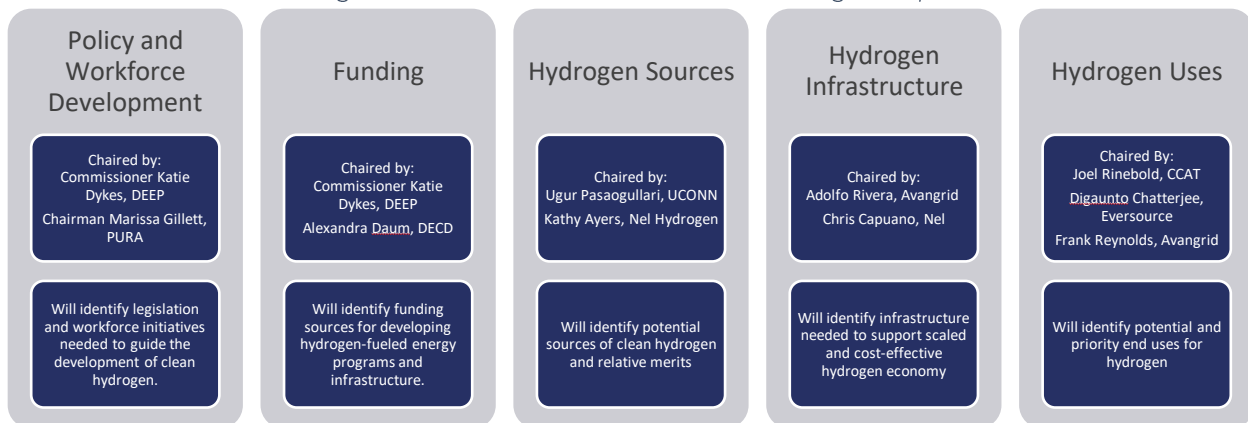 Policy and
Workforce
Development
Chaired by:
Commissioner Katie
Dykes, DEEP
Chairman Marissa Gillett,
PURA
Will identify legislation
and workforce initiatives
needed to guide the
development of clean
hydrogen.
Funding
Chaired by:
Commissioner Katie
Dykes, DEEP
Alexandra Daum, DECD
Will identify funding
sources for developing
hydrogen-fueled energy
programs and
infrastructure.
Hydrogen Sources
Chaired by:
Ugur Pasaogullari, UCONN
Kathy Ayers, Nel Hydrogen
Will identify potential
sources of clean hydrogen
and relative merits
Hydrogen
Infrastructure
Chaired by:
Adolfo Rivera, Avangrid
Chris Capuano, Nel
Will identify infrastructure
needed to support scaled
and cost-effective
hydrogen economy
Hydrogen Uses
Chaired By:
Joel Rinebold, CCAT
Digaunto Chatterjee,
Eversource
Frank Reynolds, Avangrid
Will identify potential and
priority end uses for
hydrogen